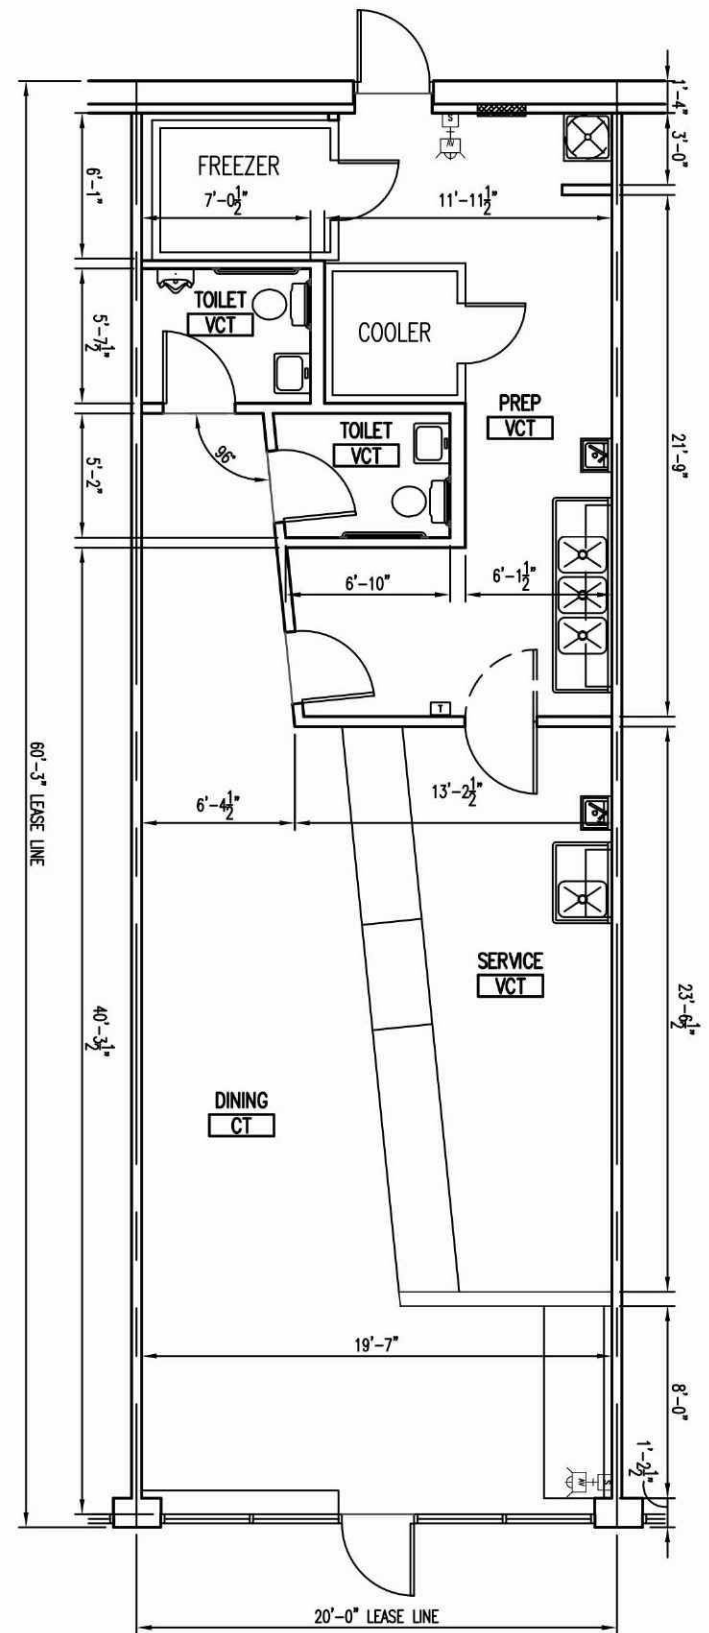 1'-4"
3'-0"
S
AV
FREEZER
7'-0½"
11'-11½"
6'-1"
TOILET
VCT
COOLER
5'-7½"
PREP
VCT
TOILET
VCT
96°
5'-2"
21'-9"
6'-10"
6'-1½"
T
13'-2½"
6'-4½"
60'-3" LEASE LINE
SERVICE
VCT
23'-6½"
40'-3½"
DINING
CT
19'-7"
8'-0"
1'-2½"
AV
S
20'-0" LEASE LINE